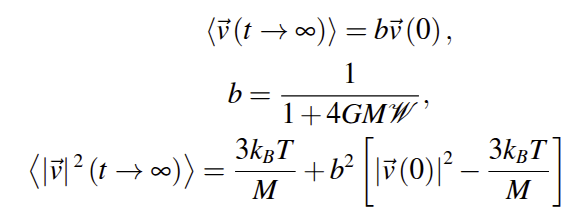 ⟨v⃗(t → ∞)⟩ = bv⃗(0),
b = 1/(1+4GM𝒲),
⟨|v⃗|²(t → ∞)⟩ = 3k_BT/M + b² [|v⃗(0)|² − 3k_BT/M]